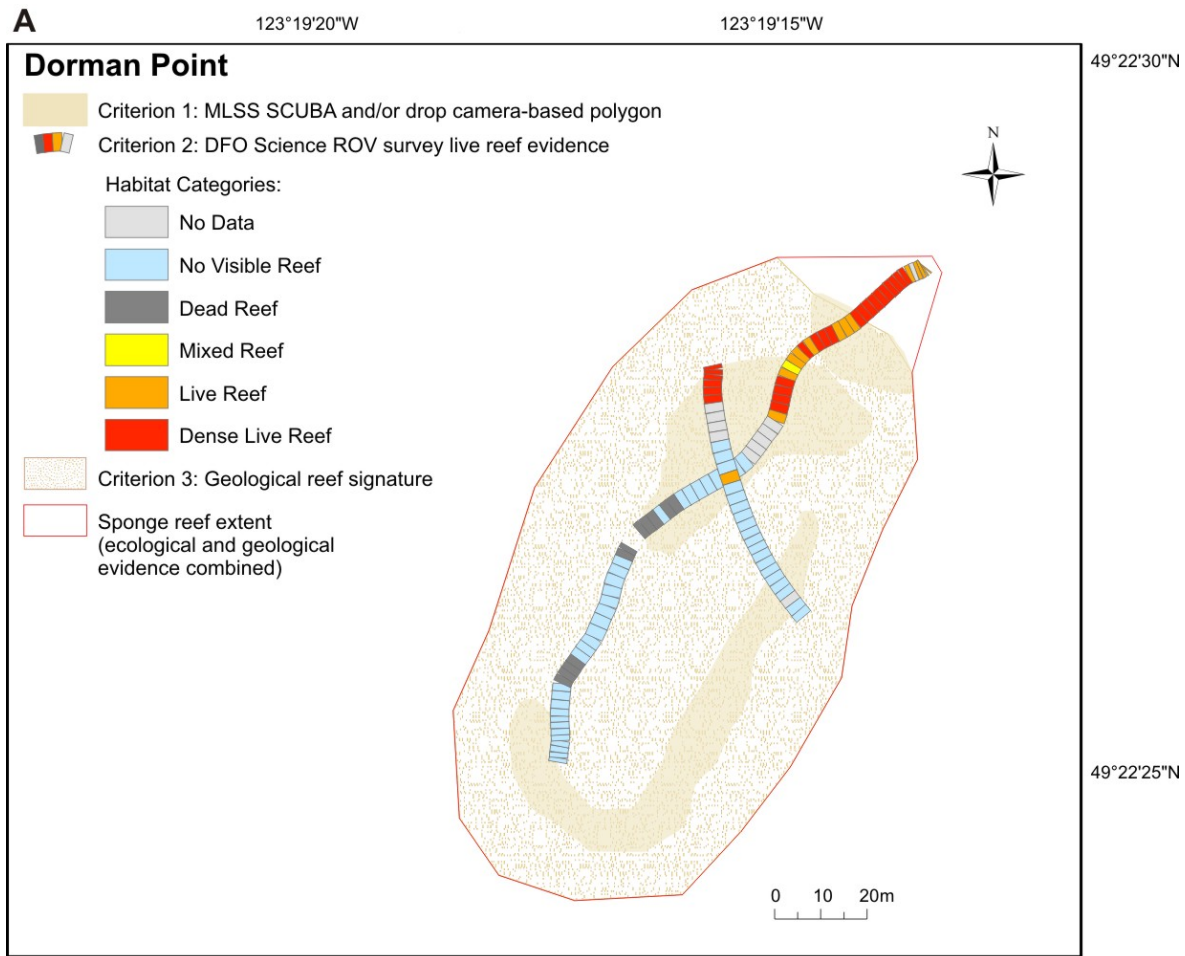 A
123°19'20"W
123°19'15"W
49°22'30"N
Dorman Point
Criterion 1: MLSS SCUBA and/or drop camera-based polygon
Criterion 2: DFO Science ROV survey live reef evidence
N
Habitat Categories:
No Data
No Visible Reef
Dead Reef
Mixed Reef
Live Reef
Dense Live Reef
Criterion 3: Geological reef signature
Sponge reef extent
(ecological and geological
evidence combined)
49°22'25"N
0 10 20m